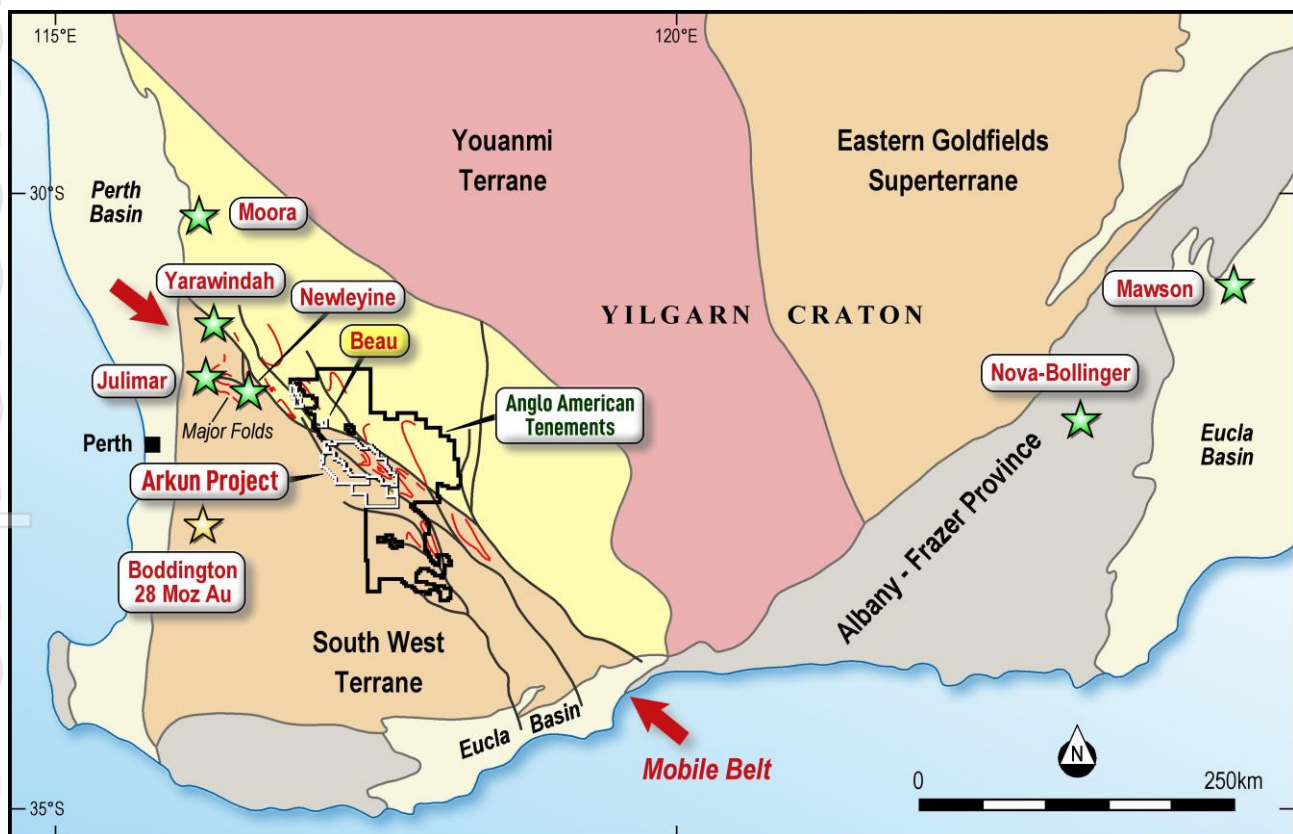 115°E
120°E
30°S
35°S
Perth
Basin
Moora
Yarawindah
Newleyine
Beau
Julimar
Major Folds
Perth
Arkun Project
Anglo American
Tenements
Boddington
28 Moz Au
South West
Terrane
Youanmi
Terrane
Eastern Goldfields
Superterrane
YILGARN CRATON
Mawson
Nova-Bollinger
Eucla
Basin
Albany - Frazer Province
Eucla Basin
Mobile Belt
N
0 250km